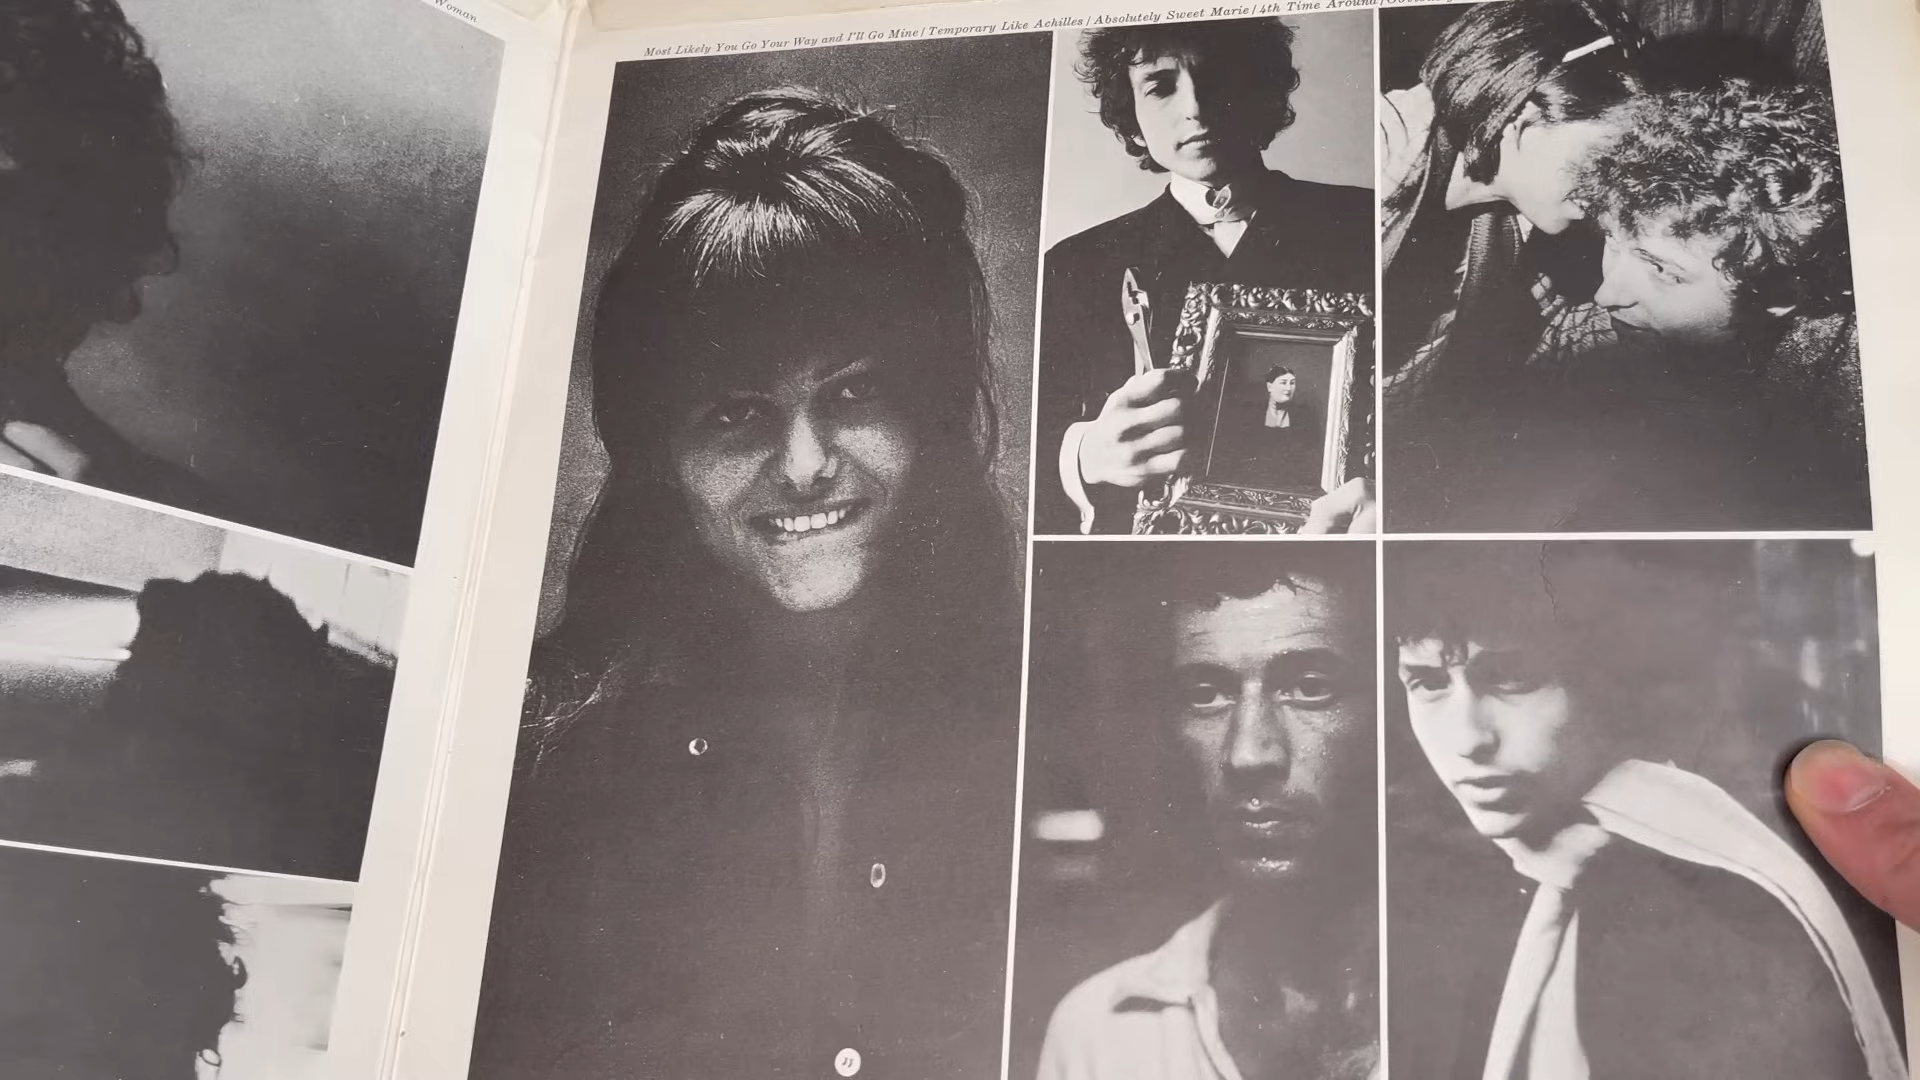 Woman
Most Likely You Go Your Way and I'll Go Mine / Temporary Like Achilles / Absolutely Sweet Marie / 4th Time Around /
JJ